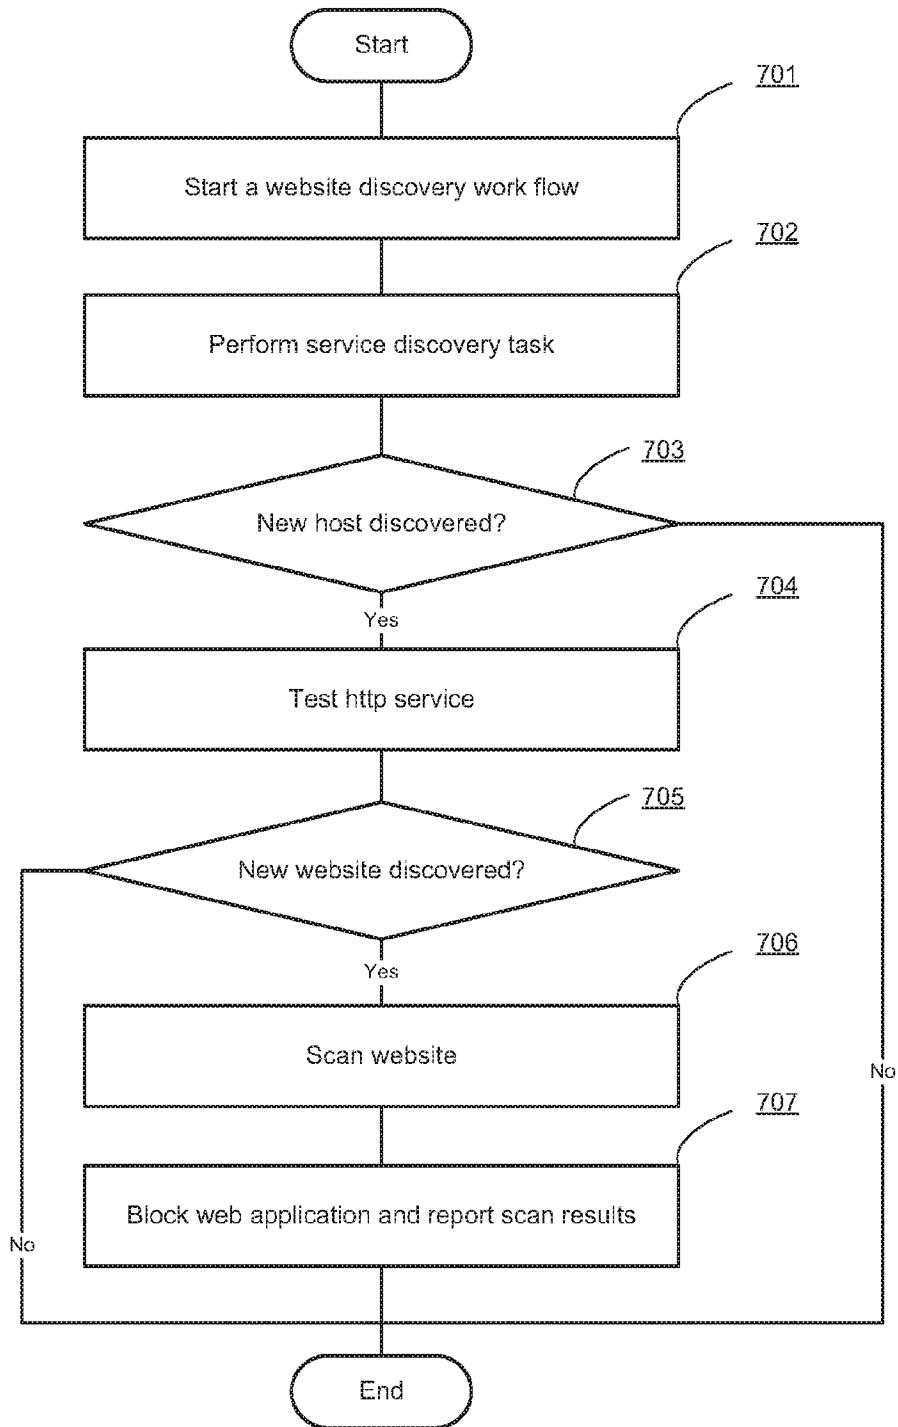 Start
701
Start a website discovery work flow
702
Perform service discovery task
703
New host discovered?
Yes
704
Test http service
705
New website discovered?
Yes
706
Scan website
No
707
Block web application and report scan results
No
End